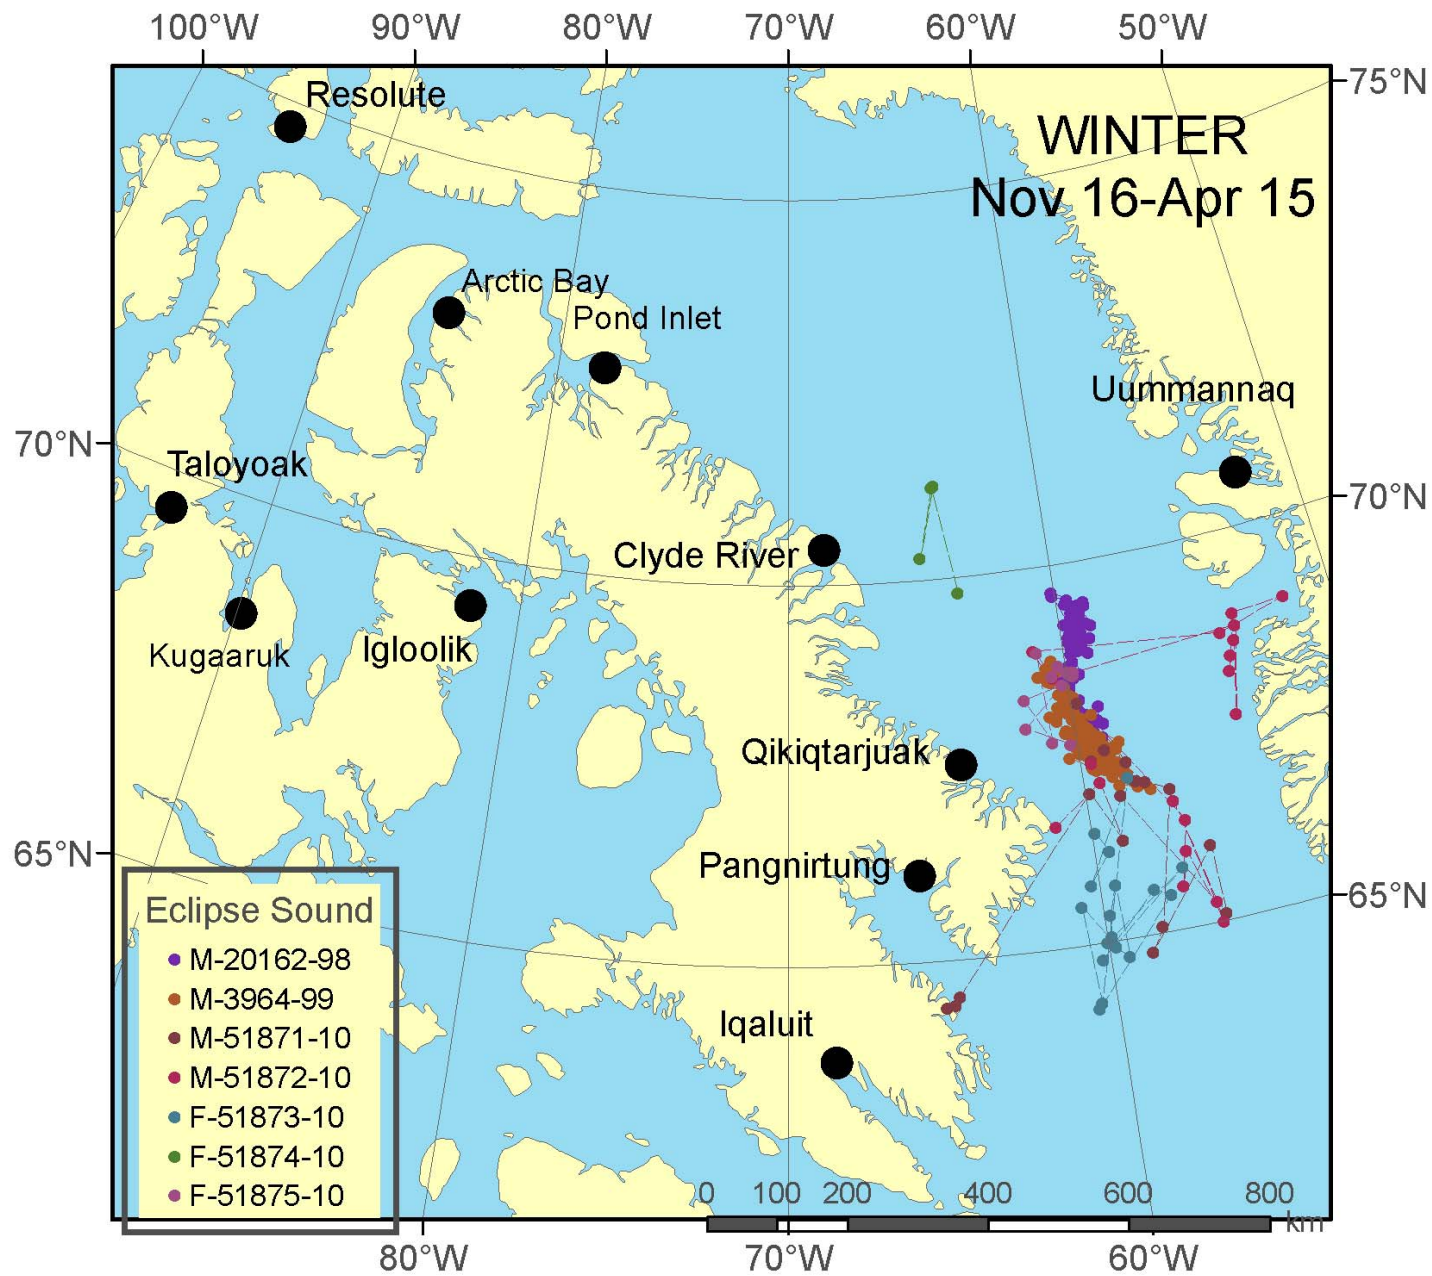 100°W 90°W 80°W 70°W 60°W 50°W
75°N
Resolute
WINTER
Nov 16-Apr 15
Arctic Bay
Pond Inlet
Uummannaq
70°N
Taloyoak
70°N
Clyde River
Kugaaruk
Igloolik
Qikiqtarjuak
65°N
Pangnirtung
65°N
Eclipse Sound
M-20162-98
M-3964-99
M-51871-10
M-51872-10
F-51873-10
F-51874-10
F-51875-10
Iqaluit
0 100 200 400 600 800
km
80°W 70°W 60°W